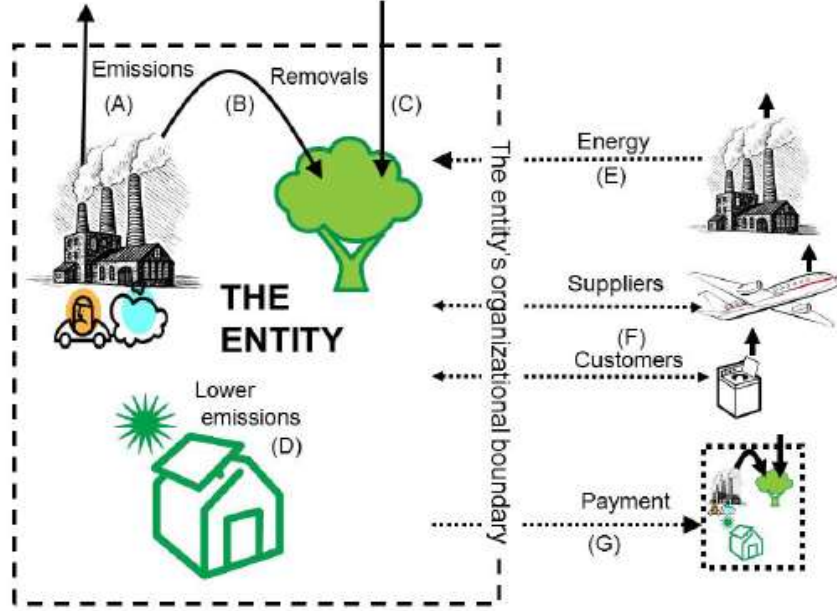 Emissions
(A)
(B)
Removals
(C)
THE
ENTITY
Lower
emissions
(D)
The entity's organizational boundary
Energy
(E)
Suppliers
(F)
Customers
Payment
(G)